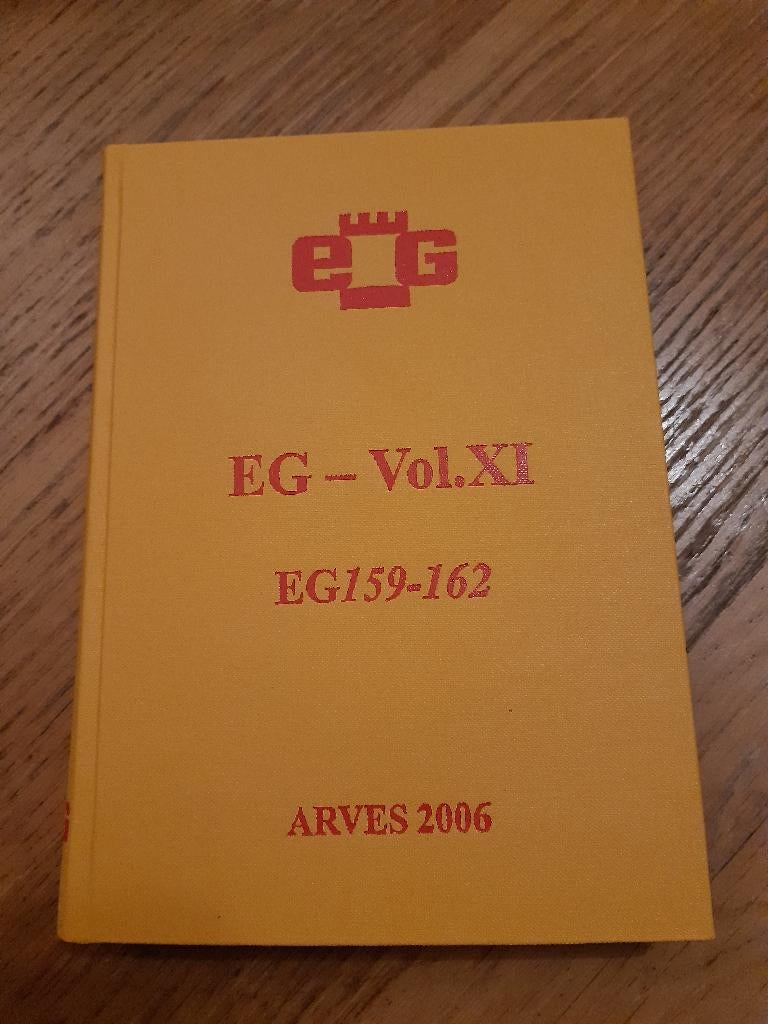 eG
EG – Vol.XI
EG159-162
ARVES 2006
G